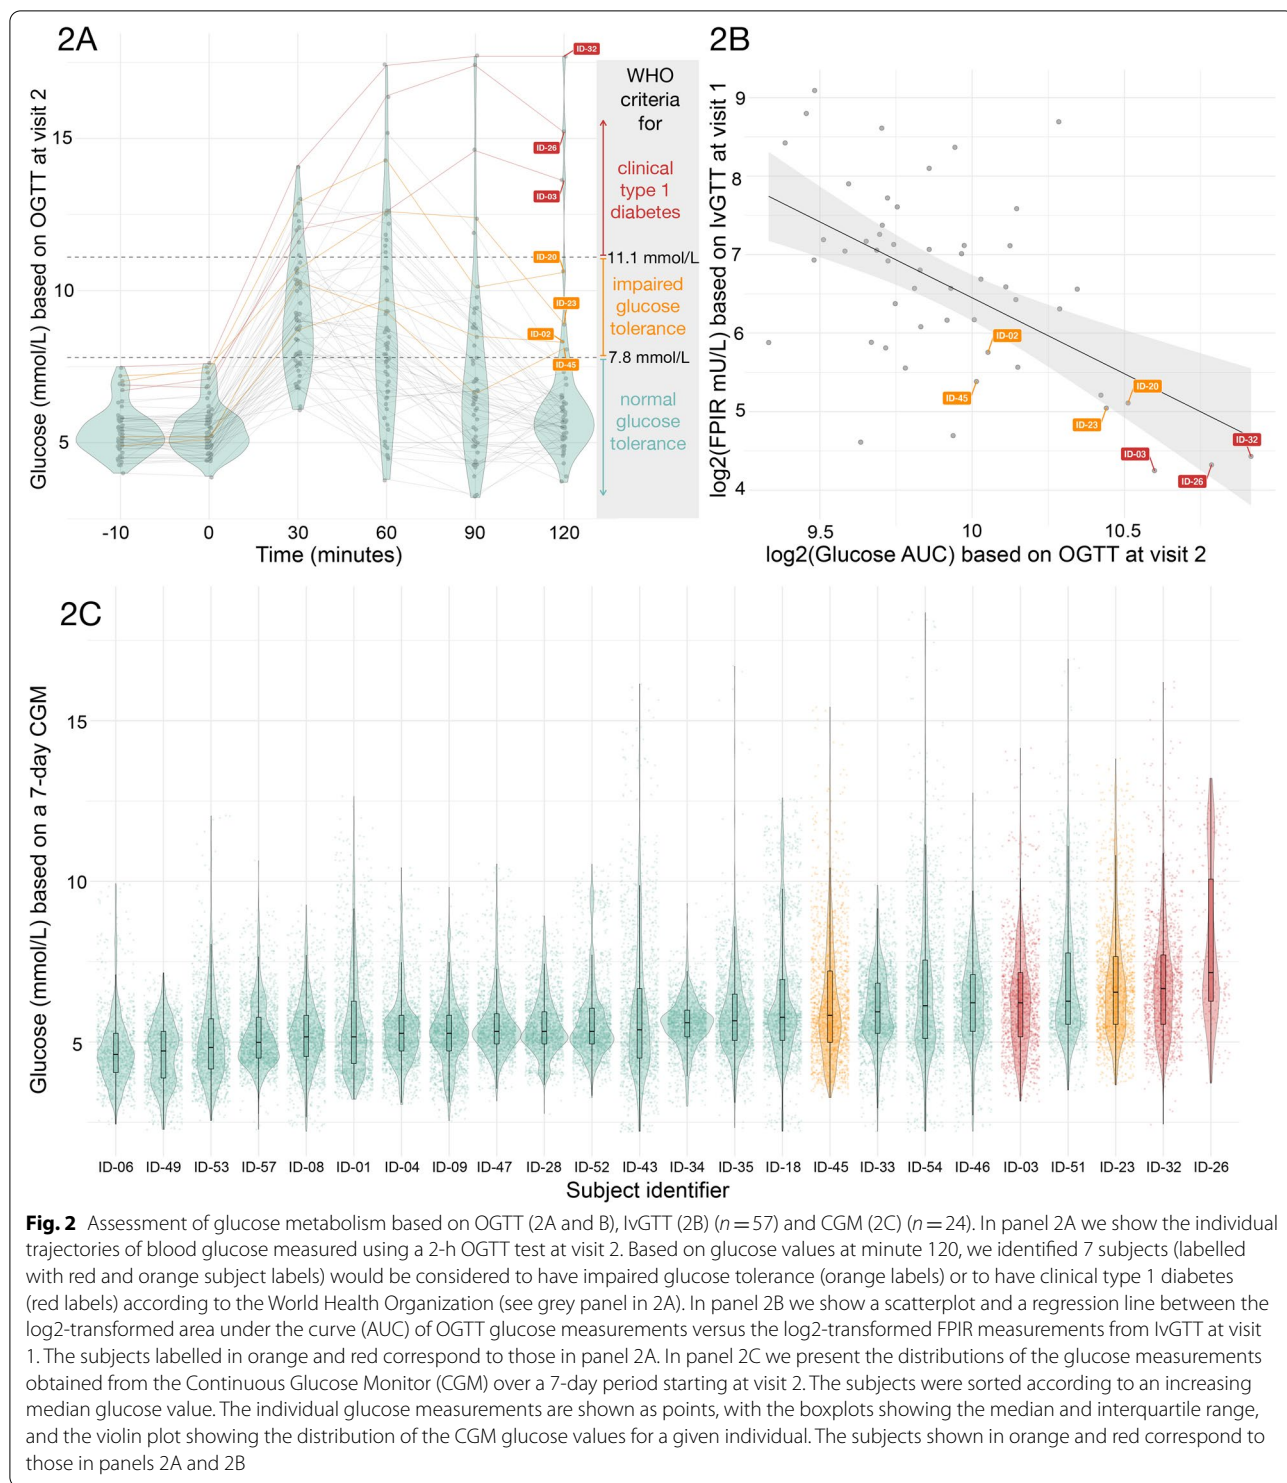 2A
Glucose (mmol/L) based on OGTT at visit 2
15
10
5
-10
0
30
60
90
120
Time (minutes)
ID-32
ID-26
ID-03
ID-20
ID-23
ID-02
ID-45
WHO
criteria
for
clinical
type 1
diabetes
11.1 mmol/L
impaired
glucose
tolerance
7.8 mmol/L
normal
glucose
tolerance
2B
log2(FPIR mU/L) based on IvGTT at visit 1
9
8
7
6
5
4
9.5
10
10.5
log2(Glucose AUC) based on OGTT at visit 2
ID-02
ID-45
ID-20
ID-23
ID-32
ID-03
ID-26
2C
Glucose (mmol/L) based on a 7-day CGM
15
10
5
ID-06 ID-49 ID-53 ID-57 ID-08 ID-01 ID-04 ID-09 ID-47 ID-28 ID-52 ID-43 ID-34 ID-35 ID-18 ID-45 ID-33 ID-54 ID-46 ID-03 ID-51 ID-23 ID-32 ID-26
Subject identifier
Fig. 2 Assessment of glucose metabolism based on OGTT (2A and B), IvGTT (2B) (n = 57) and CGM (2C) (n = 24). In panel 2A we show the individual
trajectories of blood glucose measured using a 2-h OGTT test at visit 2. Based on glucose values at minute 120, we identified 7 subjects (labelled
with red and orange subject labels) would be considered to have impaired glucose tolerance (orange labels) or to have clinical type 1 diabetes
(red labels) according to the World Health Organization (see grey panel in 2A). In panel 2B we show a scatterplot and a regression line between the
log2-transformed area under the curve (AUC) of OGTT glucose measurements versus the log2-transformed FPIR measurements from IvGTT at visit
1. The subjects labelled in orange and red correspond to those in panel 2A. In panel 2C we present the distributions of the glucose measurements
obtained from the Continuous Glucose Monitor (CGM) over a 7-day period starting at visit 2. The subjects were sorted according to an increasing
median glucose value. The individual glucose measurements are shown as points, with the boxplots showing the median and interquartile range,
and the violin plot showing the distribution of the CGM glucose values for a given individual. The subjects shown in orange and red correspond to
those in panels 2A and 2B